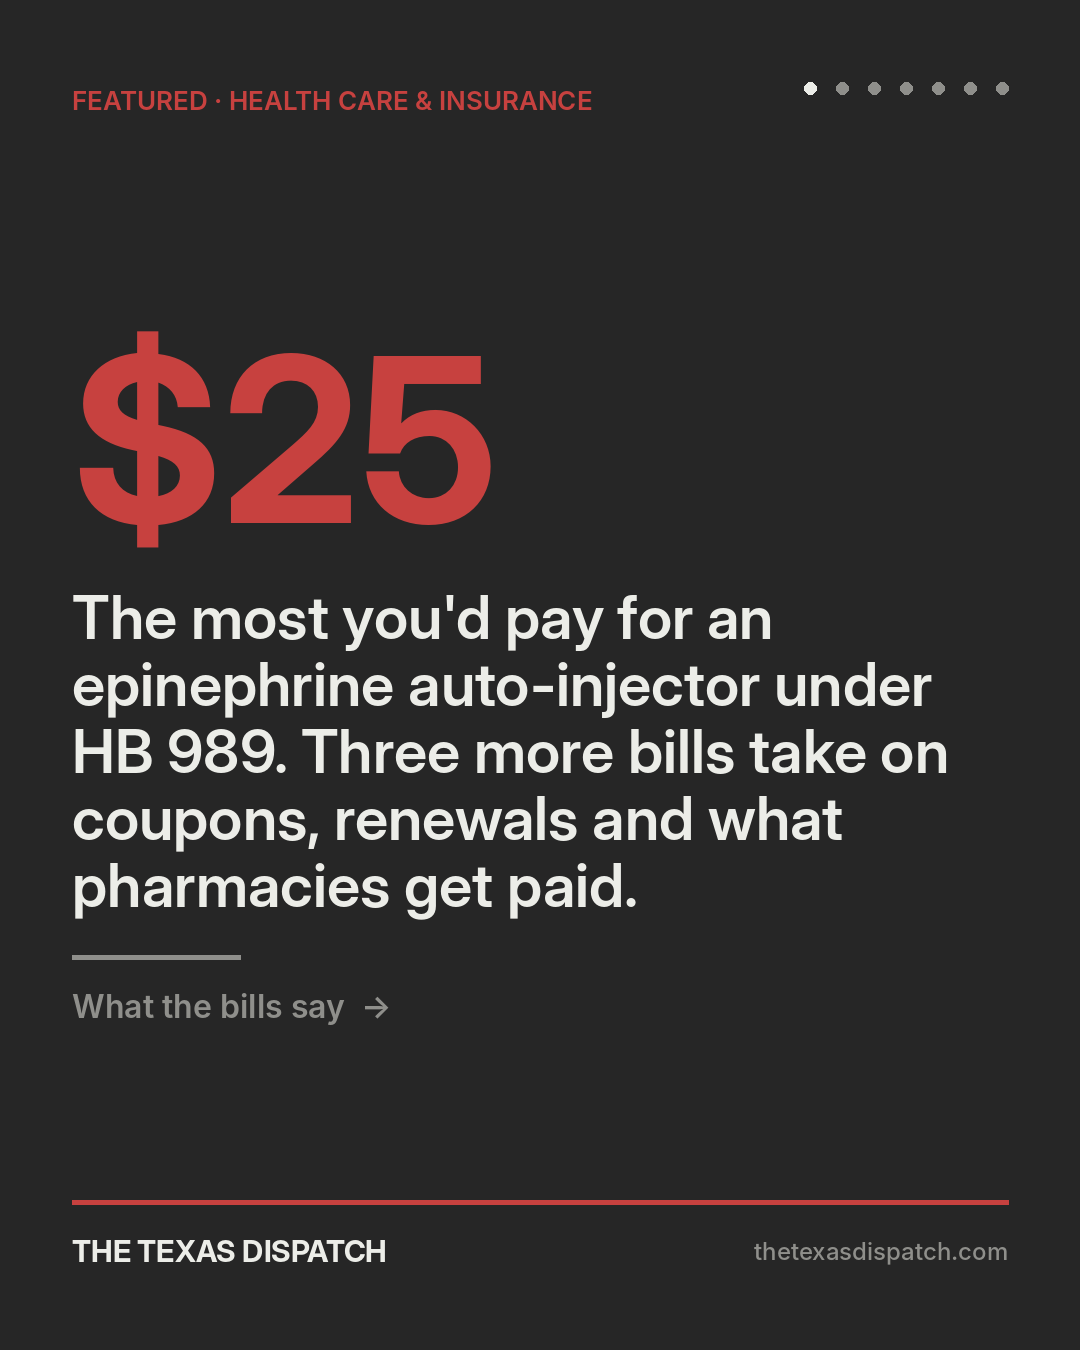 FEATURED · HEALTH CARE & INSURANCE
$25
The most you'd pay for an
epinephrine auto-injector under
HB 989. Three more bills take on
coupons, renewals and what
pharmacies get paid.
What the bills say →
THE TEXAS DISPATCH
thetexasdispatch.com